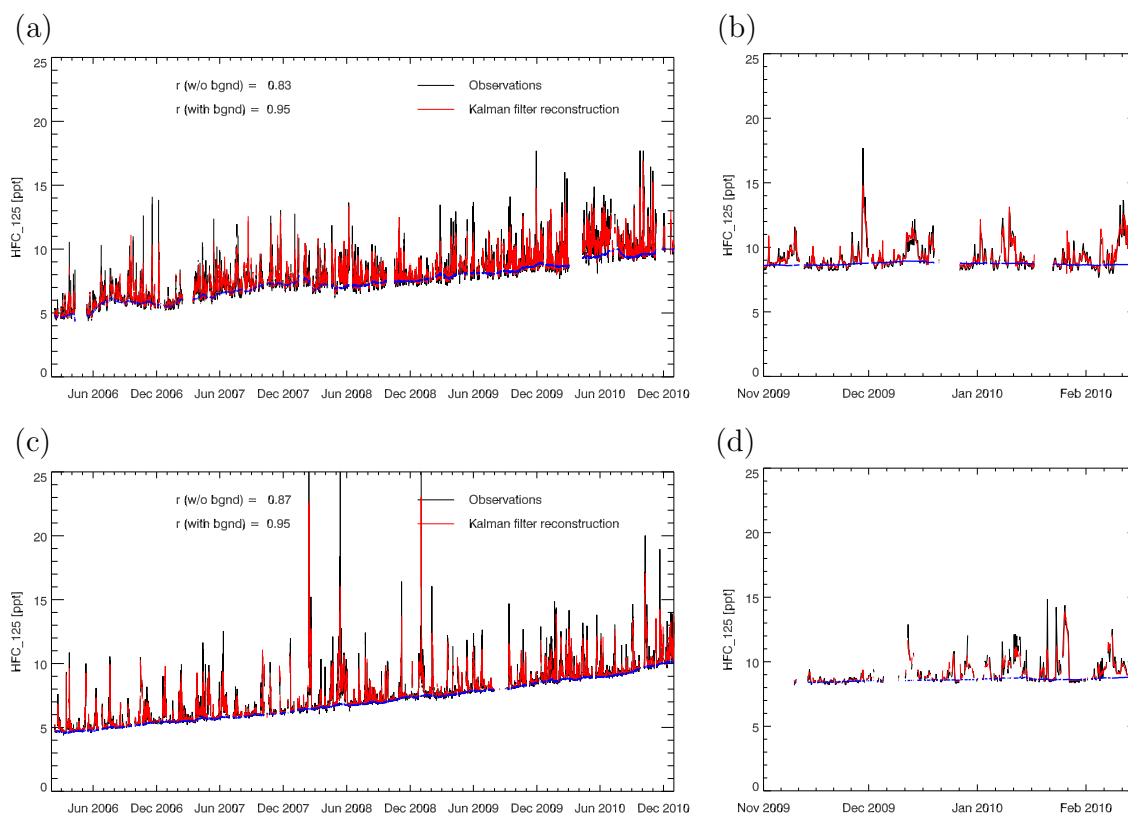 (a)
(b)
25
20
15
10
5
0
HFC_125 [ppt]
r (w/o bgnd) = 0.83
r (with bgnd) = 0.95
Observations
Kalman filter reconstruction
Jun 2006 Dec 2006 Jun 2007 Dec 2007 Jun 2008 Dec 2008 Jun 2009 Dec 2009 Jun 2010 Dec 2010
25
20
15
10
5
0
HFC_125 [ppt]
Nov 2009 Dec 2009 Jan 2010 Feb 2010
(c)
(d)
25
20
15
10
5
0
HFC_125 [ppt]
r (w/o bgnd) = 0.87
r (with bgnd) = 0.95
Observations
Kalman filter reconstruction
Jun 2006 Dec 2006 Jun 2007 Dec 2007 Jun 2008 Dec 2008 Jun 2009 Dec 2009 Jun 2010 Dec 2010
25
20
15
10
5
0
HFC_125 [ppt]
Nov 2009 Dec 2009 Jan 2010 Feb 2010